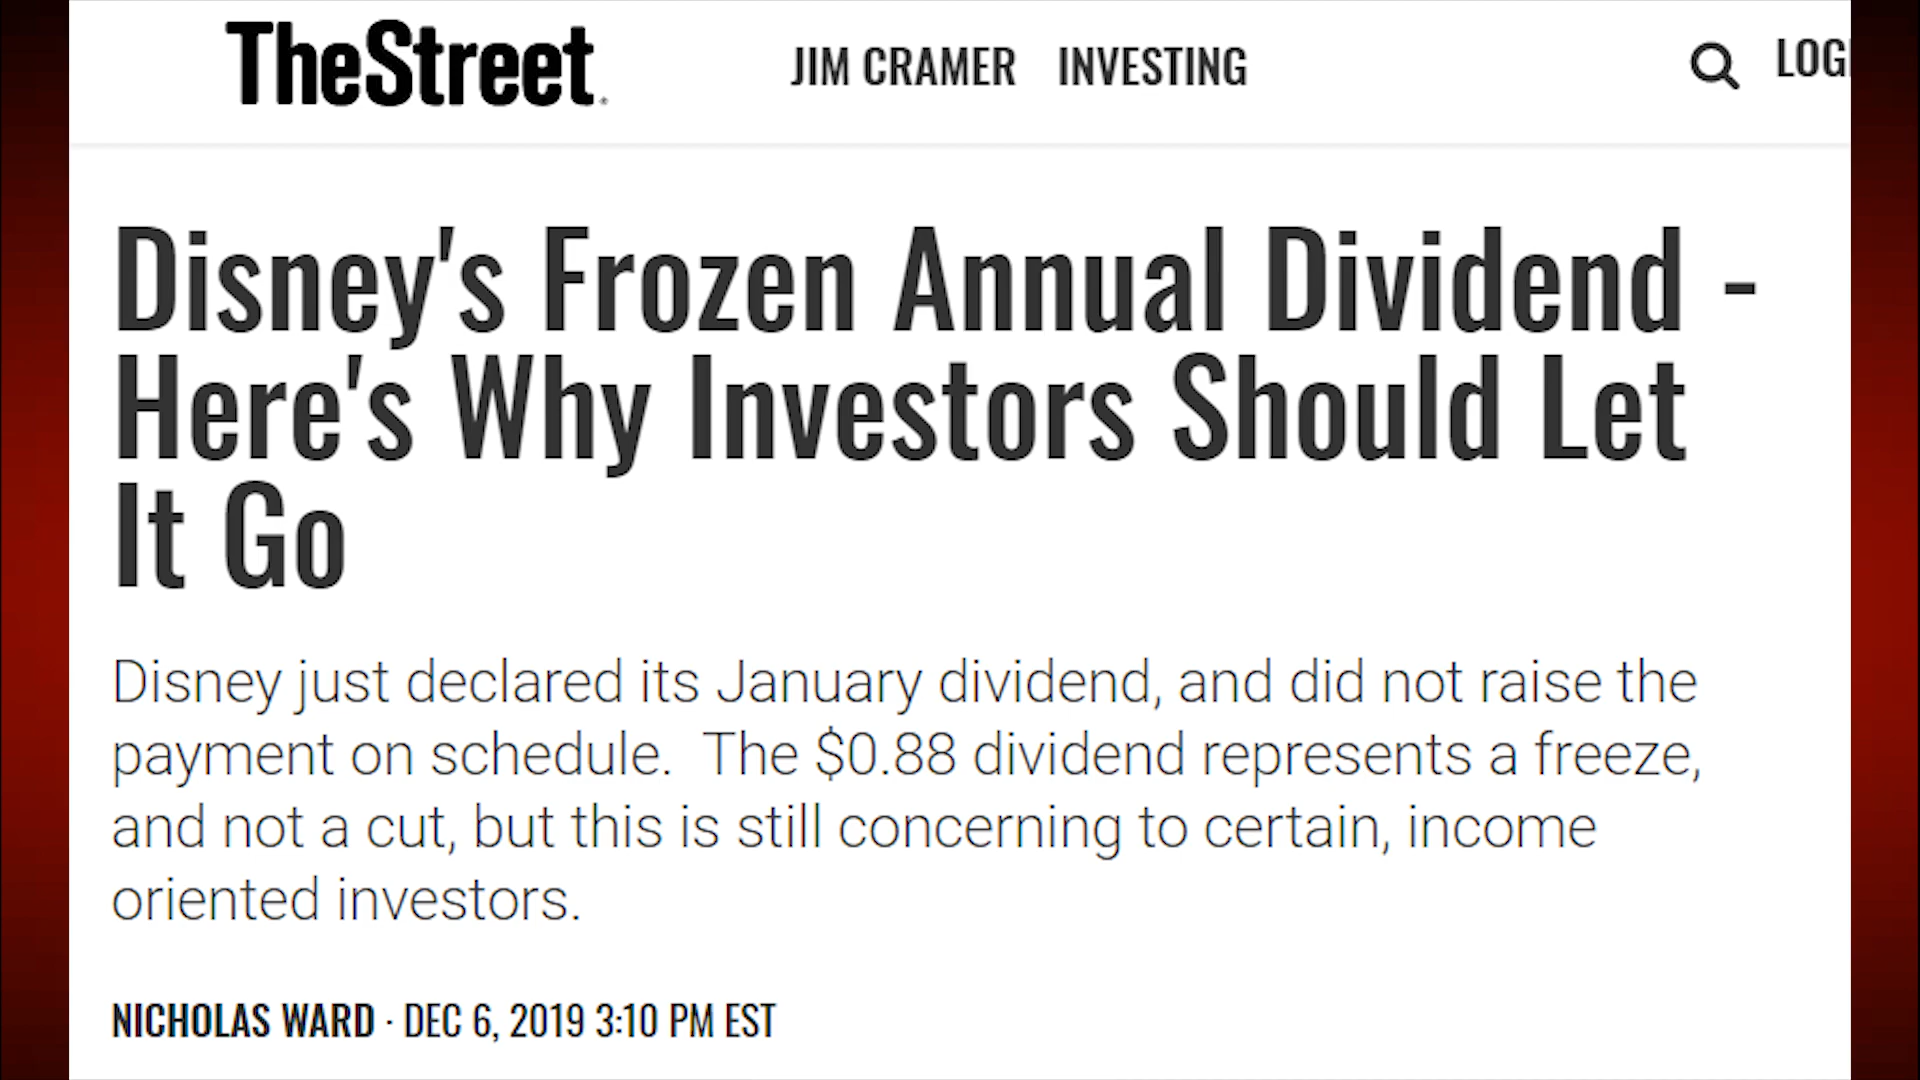 TheStreet
JIM CRAMER INVESTING LOGI
Disney's Frozen Annual Dividend -
Here's Why Investors Should Let
It Go
Disney just declared its January dividend, and did not raise the
payment on schedule.  The $0.88 dividend represents a freeze,
and not a cut, but this is still concerning to certain, income
oriented investors.
NICHOLAS WARD · DEC 6, 2019 3:10 PM EST